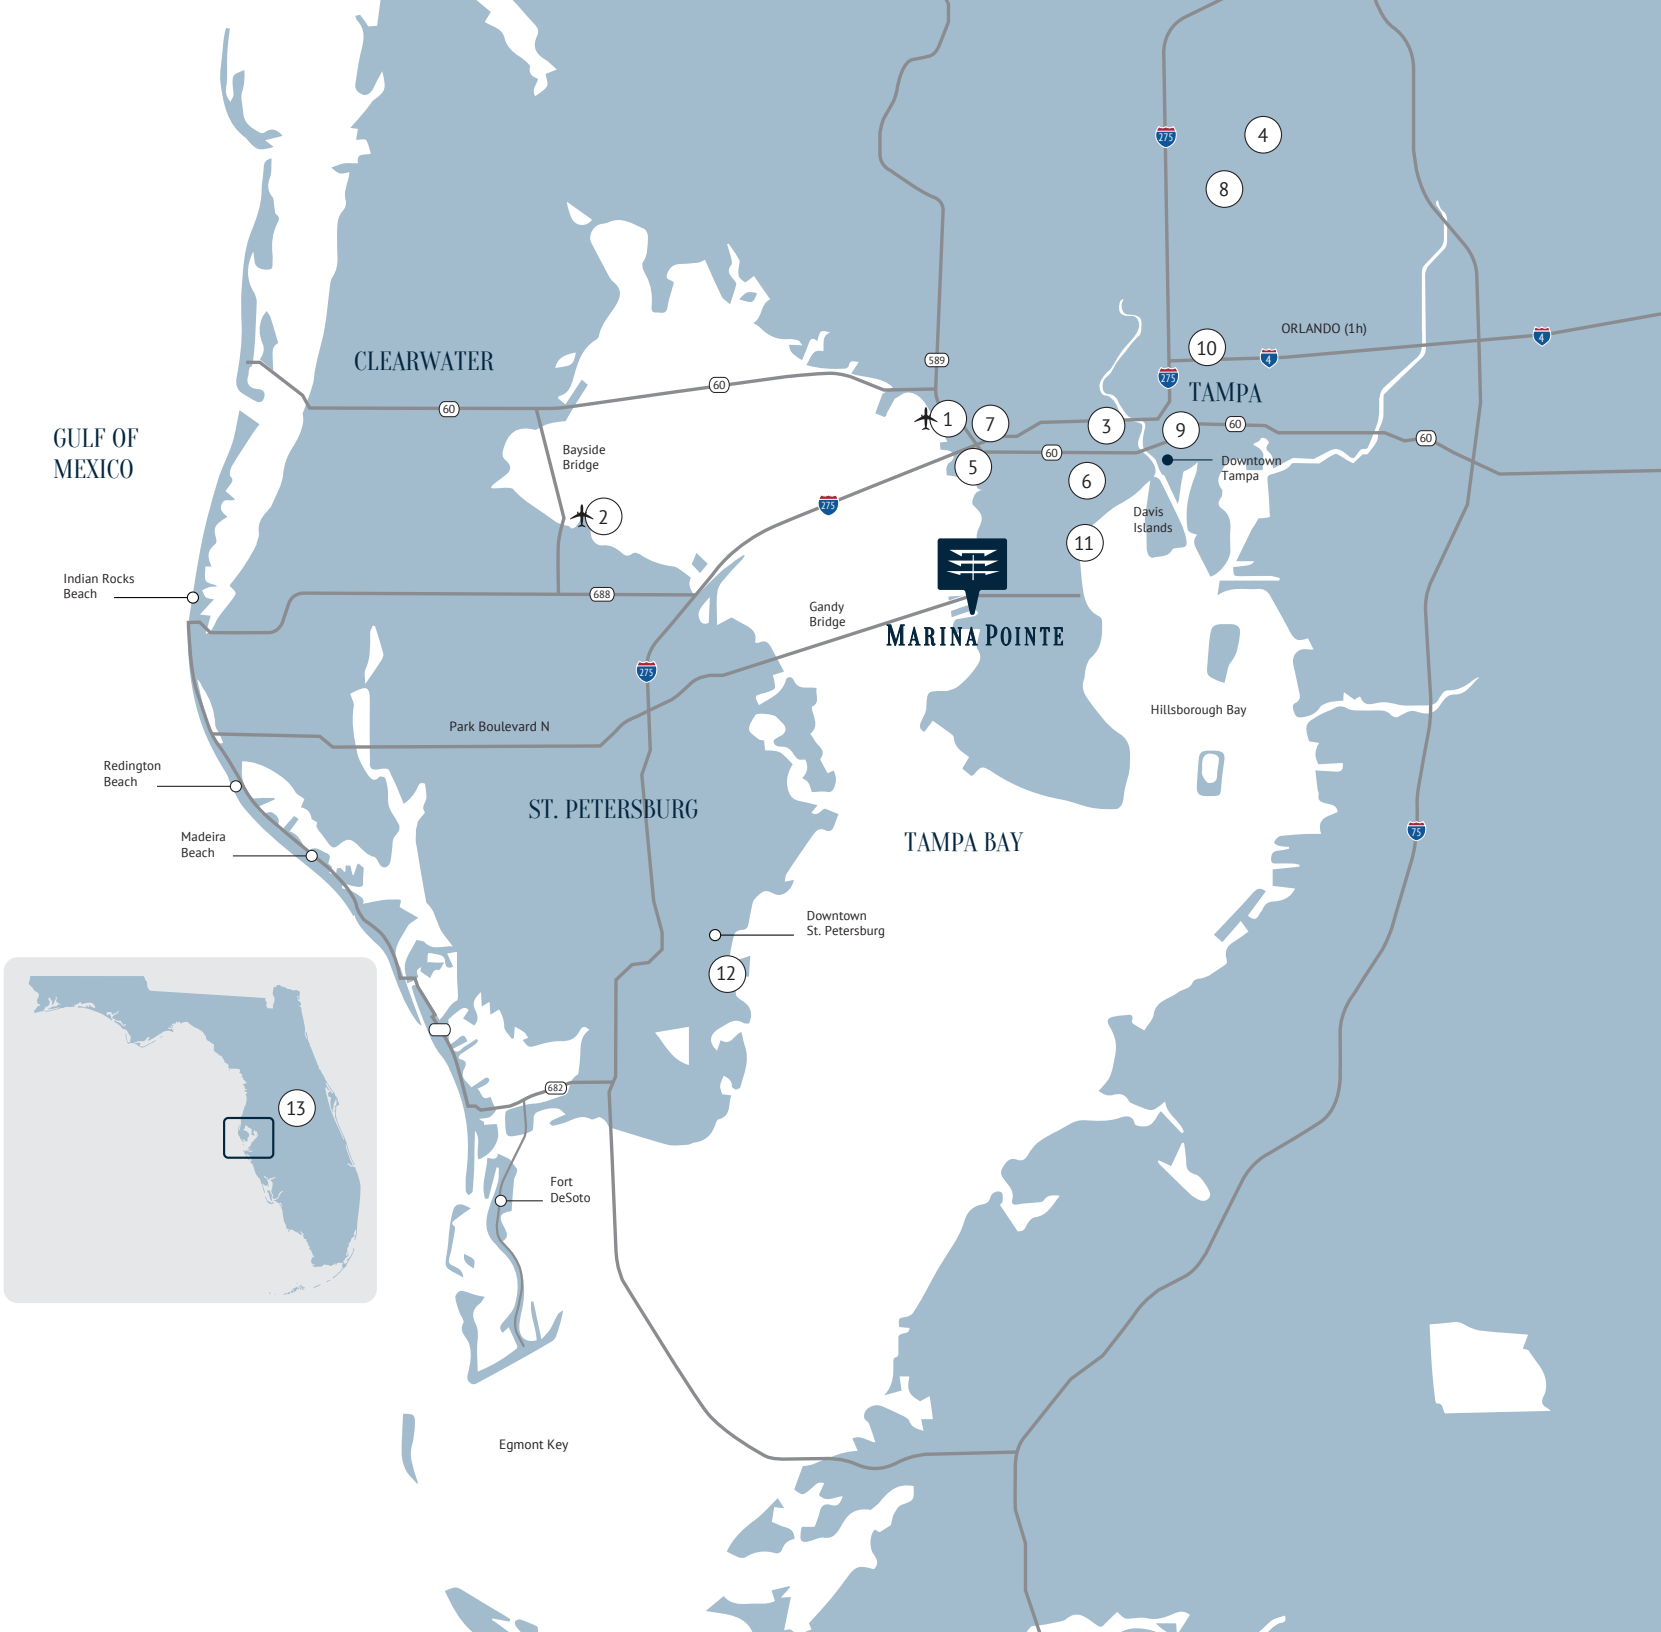 275
4
8
ORLANDO (1h)
4
10
4
589
CLEARWATER
275
60
TAMPA
60
1
7
3
9
60
60
GULF OF
MEXICO
Bayside
Bridge
60
5
Downtown
Tampa
6
275
2
Davis
Islands
11
Indian Rocks
Beach
688
Gandy
Bridge
MARINA POINTE
275
Hillsborough Bay
Park Boulevard N
Redington
Beach
ST. PETERSBURG
75
TAMPA BAY
Madeira
Beach
Downtown
St. Petersburg
12
682
13
Fort
DeSoto
Egmont Key